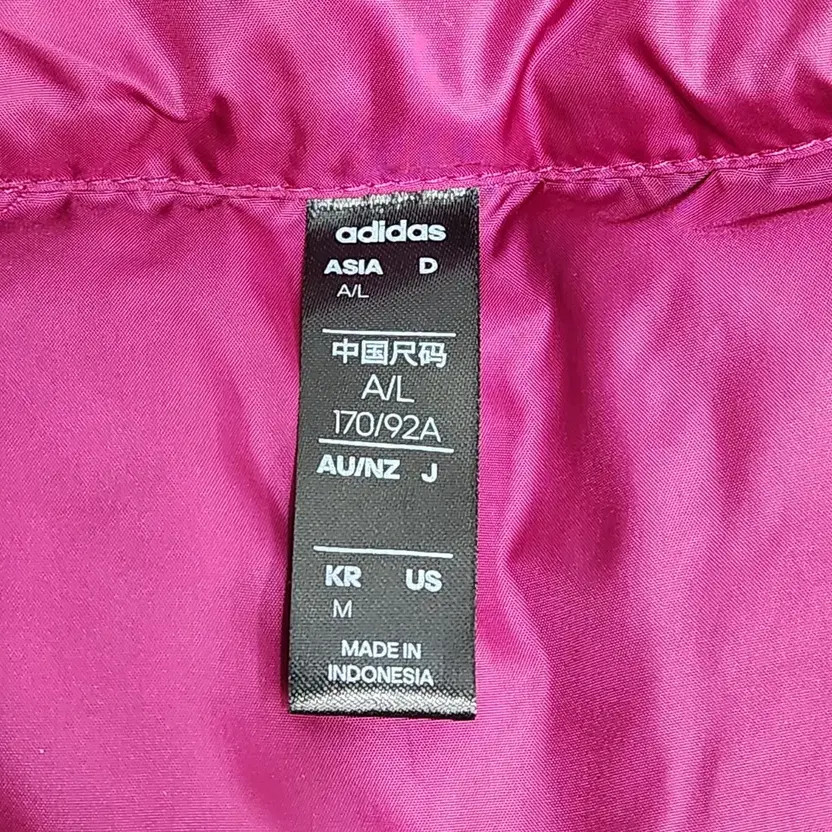 adidas
ASIA D
A/L
中国尺码
A/L
170/92A
AU/NZ J
KR US
M
MADE IN
INDONESIA